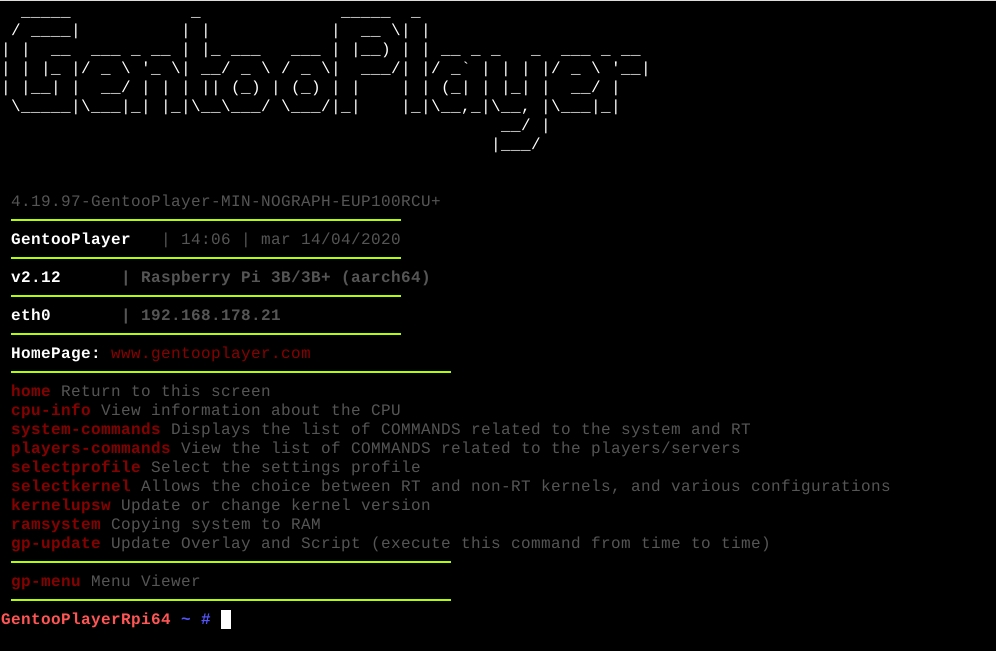 GentooPlayer
4.19.97-GentooPlayer-MIN-NOGRAPH-EUP100RCU+
GentooPlayer | 14:06 | mar 14/04/2020
v2.12 | Raspberry Pi 3B/3B+ (aarch64)
eth0 | 192.168.178.21
HomePage: www.gentooplayer.com
home Return to this screen
cpu-info View information about the CPU
system-commands Displays the list of COMMANDS related to the system and RT
players-commands View the list of COMMANDS related to the players/servers
selectprofile Select the settings profile
selectkernel Allows the choice between RT and non-RT kernels, and various configurations
kernelupsw Update or change kernel version
ramsystem Copying system to RAM
gp-update Update Overlay and Script (execute this command from time to time)
gp-menu Menu Viewer
GentooPlayerRpi64 ~ #